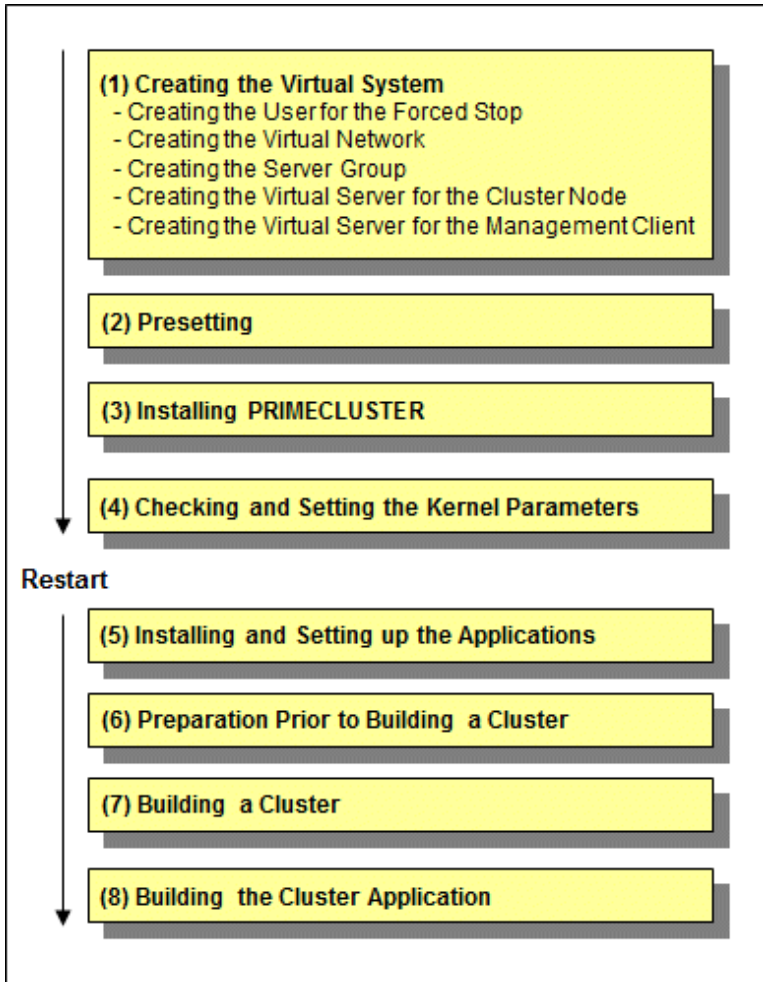 (1) Creating the Virtual System
- Creating the User for the Forced Stop
- Creating the Virtual Network
- Creating the Server Group
- Creating the Virtual Server for the Cluster Node
- Creating the Virtual Server for the Management Client
(2) Presetting
(3) Installing PRIMECLUSTER
(4) Checking and Setting the Kernel Parameters
Restart
(5) Installing and Setting up the Applications
(6) Preparation Prior to Building a Cluster
(7) Building a Cluster
(8) Building the Cluster Application